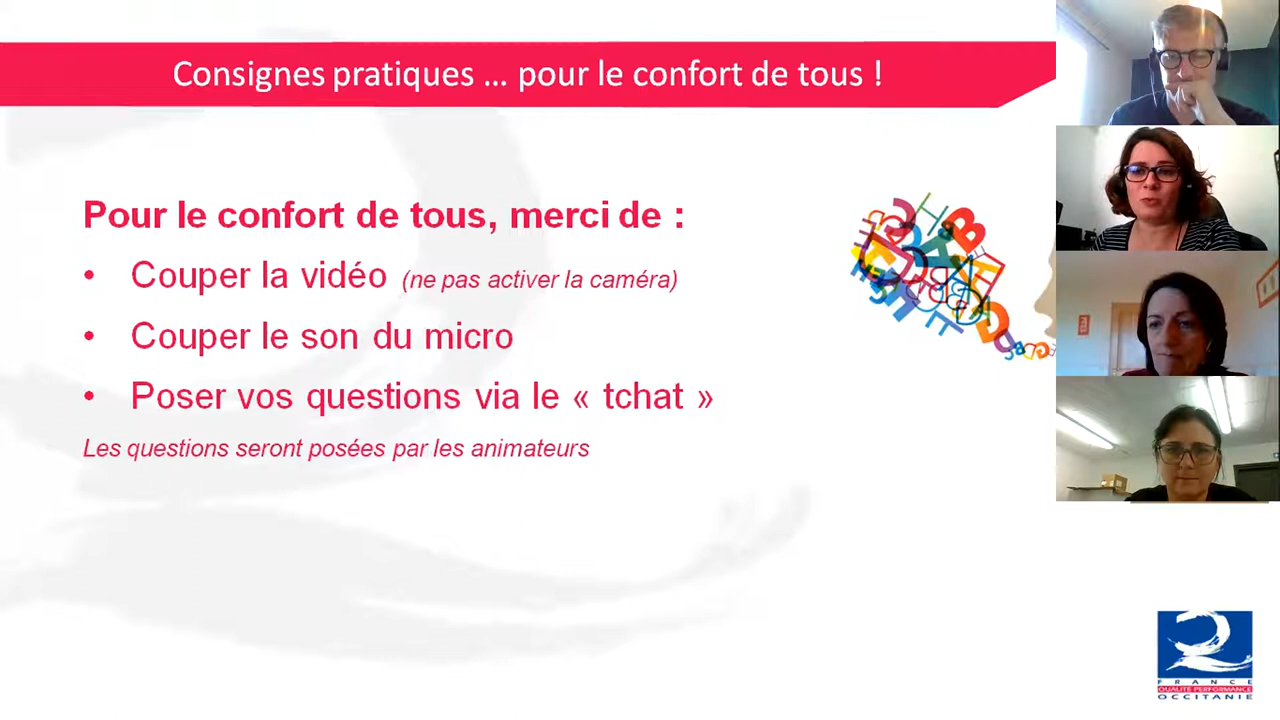 Consignes pratiques ... pour le confort de tous !
Pour le confort de tous, merci de :
• Couper la vidéo (ne pas activer la caméra)
• Couper le son du micro
• Poser vos questions via le « tchat »
Les questions seront posées par les animateurs
FRANCE
QUALITÉ PERFORMANCE
OCCITANIE